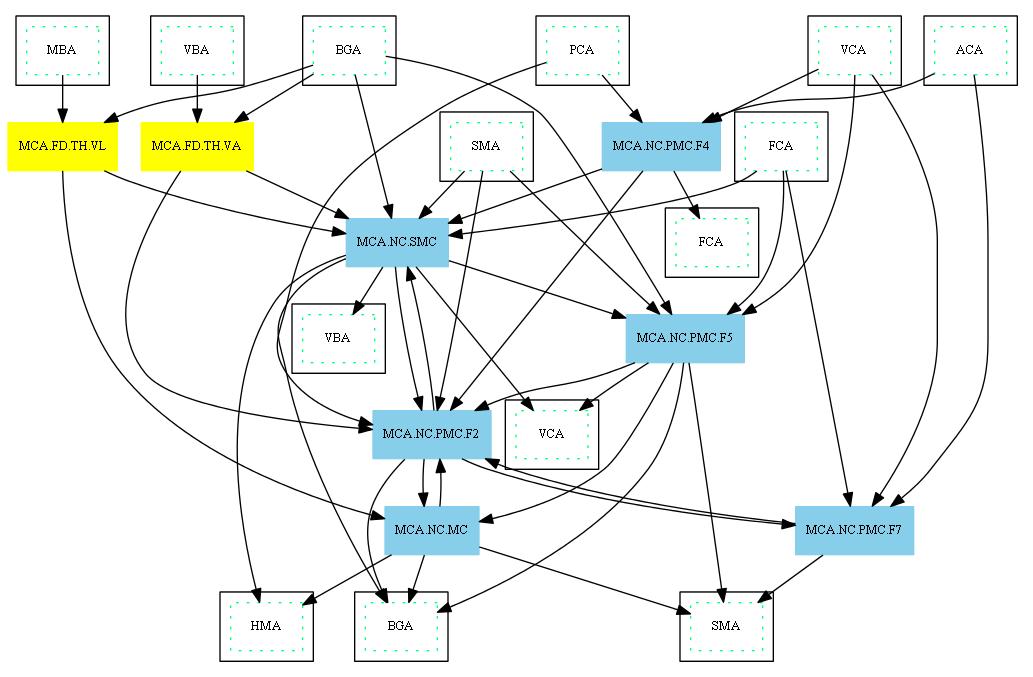 MBA
VBA
BGA
PCA
VCA
ACA
MCA.FD.TH.VL
MCA.FD.TH.VA
SMA
MCA.NC.PMC.F4
FCA
MCA.NC.SMC
FCA
VBA
MCA.NC.PMC.F5
MCA.NC.PMC.F2
VCA
MCA.NC.MC
MCA.NC.PMC.F7
HMA
BGA
SMA